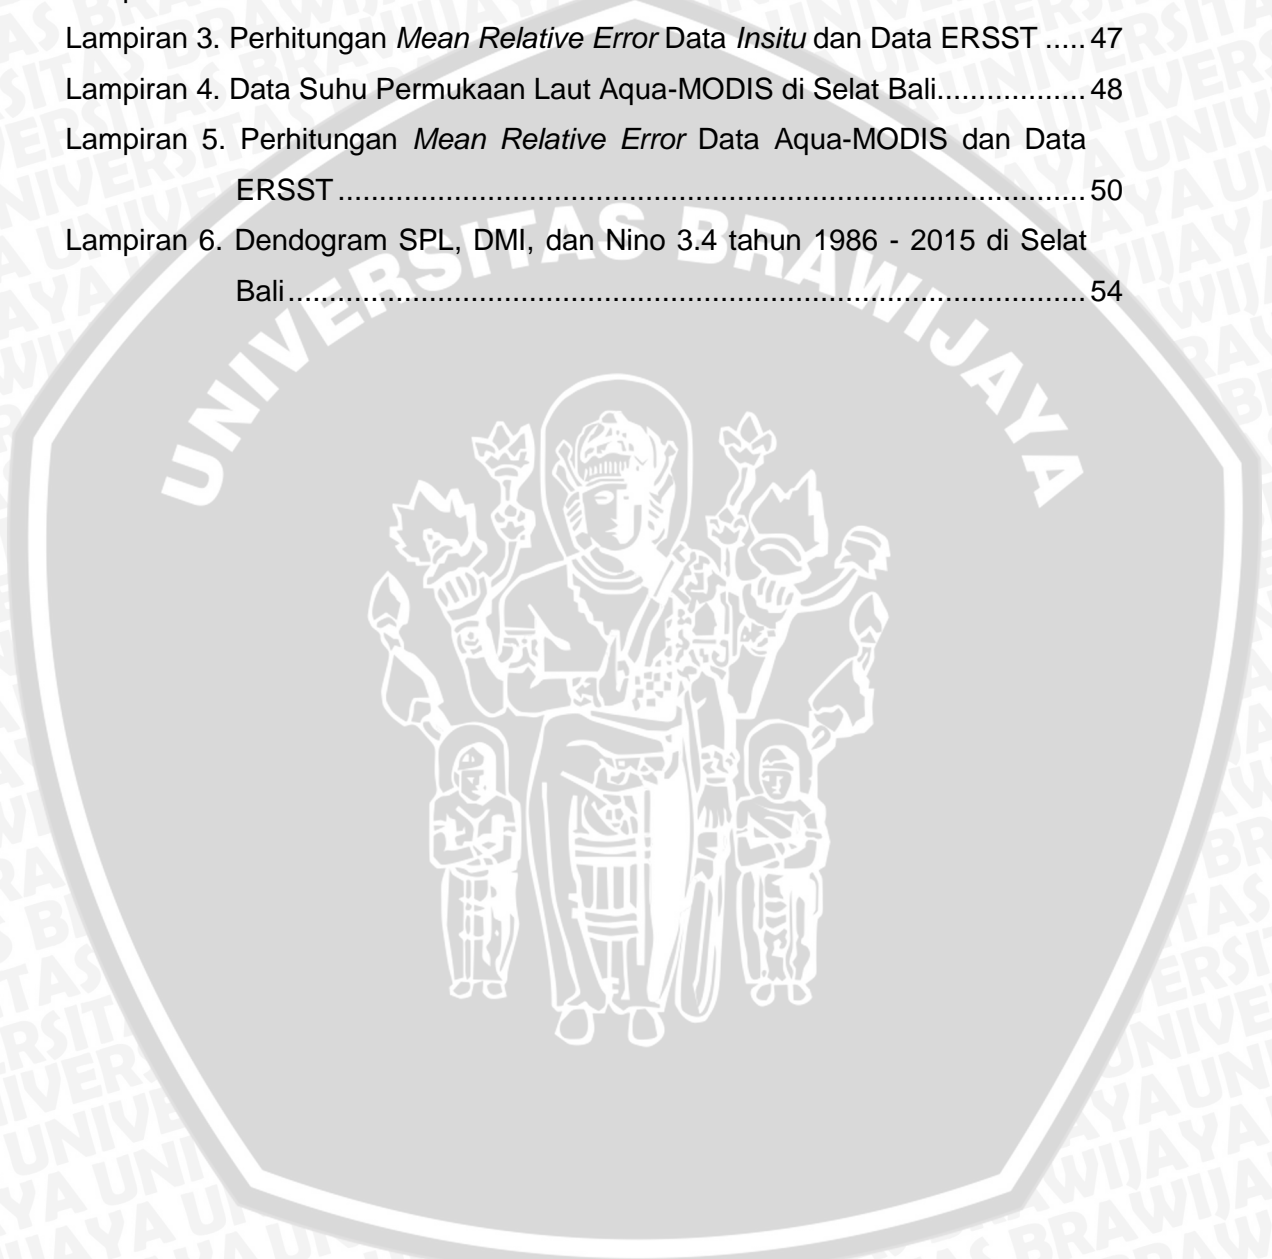 Lampiran 3. Perhitungan Mean Relative Error Data Insitu dan Data ERSST ..... 47
Lampiran 4. Data Suhu Permukaan Laut Aqua-MODIS di Selat Bali.................. 48
Lampiran 5. Perhitungan Mean Relative Error Data Aqua-MODIS dan Data
ERSST ......................................................................................... 50
Lampiran 6. Dendogram SPL, DMI, dan Nino 3.4 tahun 1986 - 2015 di Selat
Bali............................................................................................... 54
UNIVERSITAS BRAWIJAYA